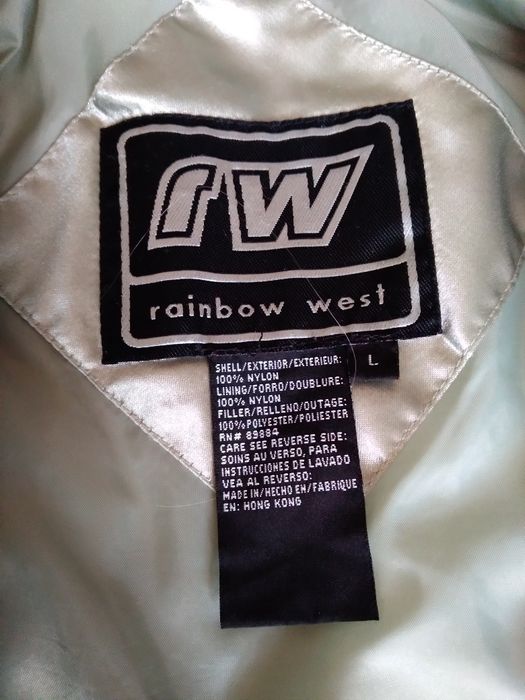 rw
rainbow west
L
SHELL/EXTERIOR/EXTERIEUR:
100% NYLON
LINING/FORRO/DOUBLURE:
100% NYLON
FILLER/RELLENO/OUTAGE:
100%POLYESTER/POLIESTER
RN# 89884
CARE SEE REVERSE SIDE:
SOINS AU VERSO, PARA
INSTRUCCIONES DE LAVADO
VEA AL REVERSO:
MADE IN/HECHO EN/FABRIQUE
EN: HONG KONG